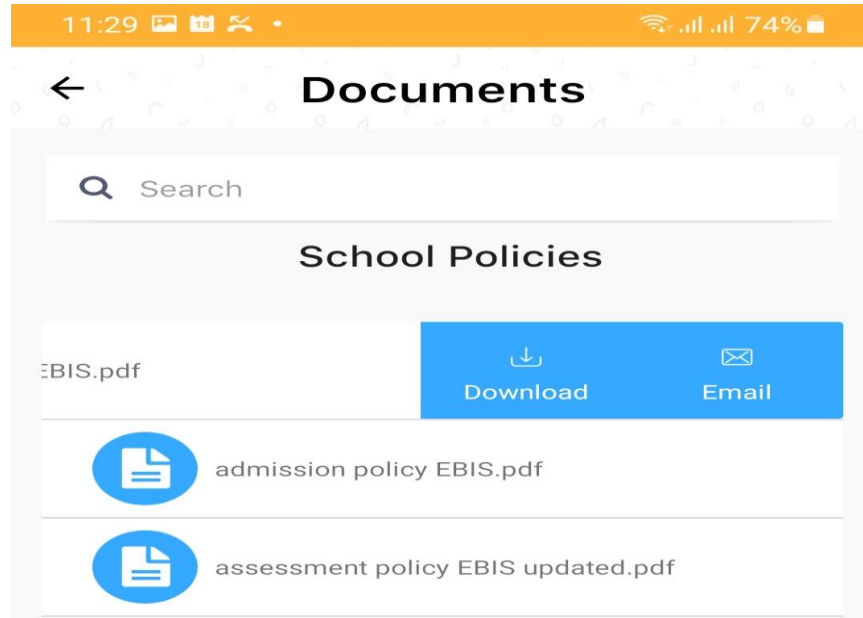 11:29 18 74%
Documents
Search
School Policies
EBIS.pdf
Download Email
admission policy EBIS.pdf
assessment policy EBIS updated.pdf